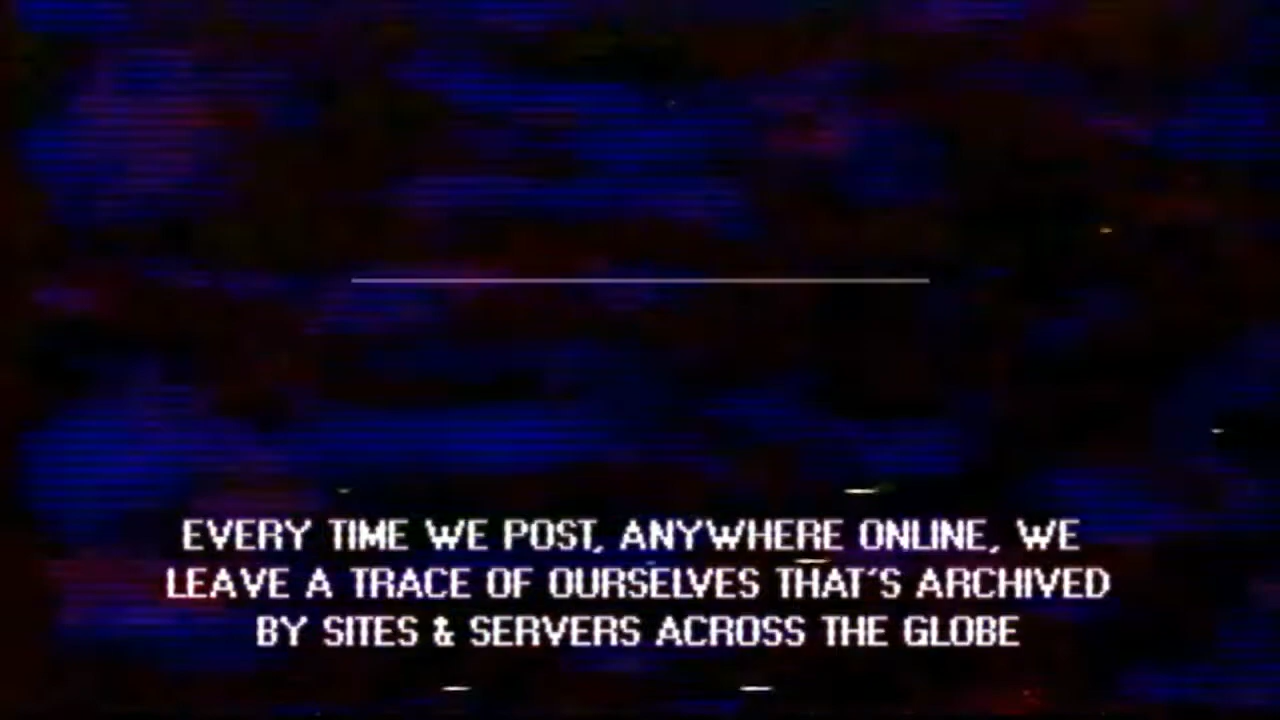 EVERY TIME WE POST, ANYWHERE ONLINE, WE
LEAVE A TRACE OF OURSELVES THAT'S ARCHIVED
BY SITES & SERVERS ACROSS THE GLOBE